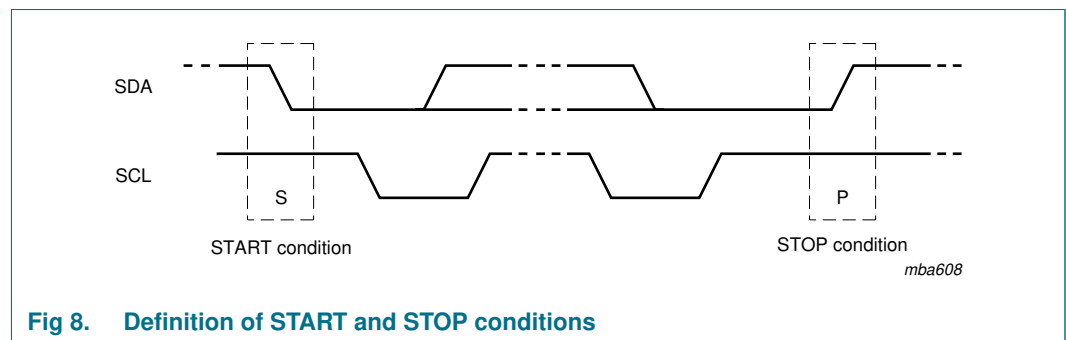 SDA
SCL
S
P
START condition
STOP condition
mba608
Fig 8. Definition of START and STOP conditions